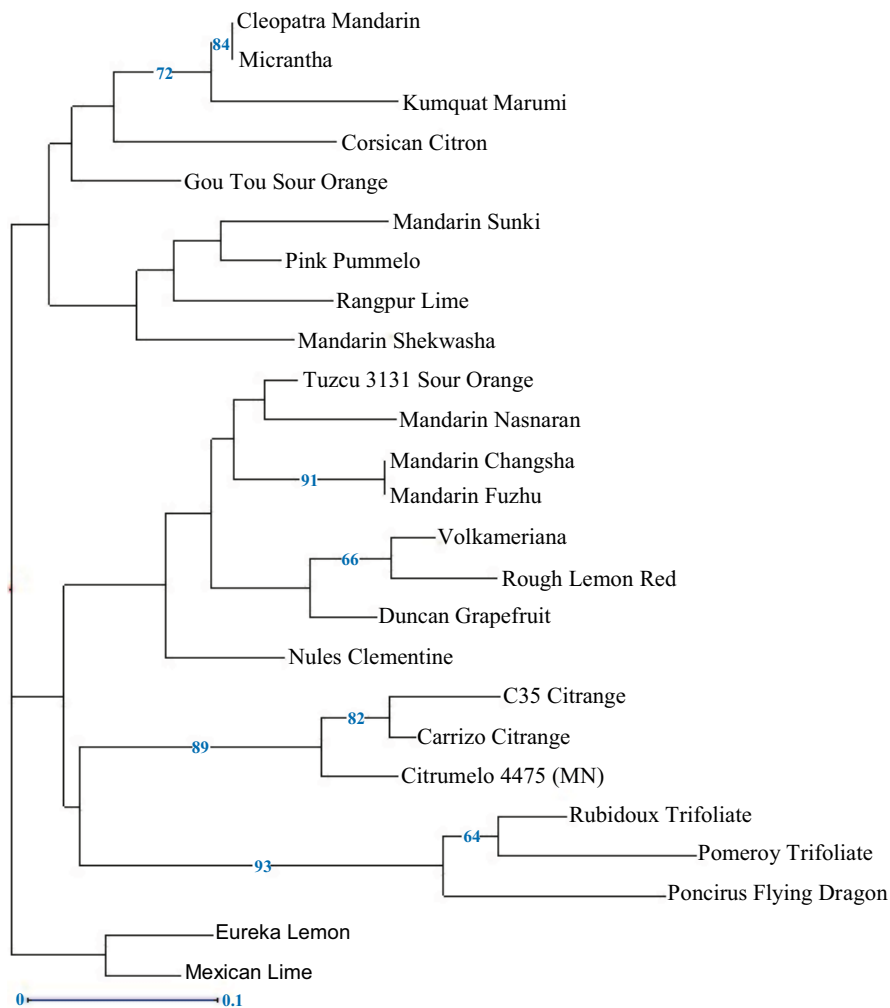 Cleopatra Mandarin
84
Micrantha
72
Kumquat Marumi
Corsican Citron
Gou Tou Sour Orange
Mandarin Sunki
Pink Pummelo
Rangpur Lime
Mandarin Shekwasha
Tuzcu 3131 Sour Orange
Mandarin Nasnaran
Mandarin Changsha
91
Mandarin Fuzhu
Volkameriana
66
Rough Lemon Red
Duncan Grapefruit
Nules Clementine
C35 Citrange
82
Carrizo Citrange
89
Citrumelo 4475 (MN)
Rubidoux Trifoliate
64
Pomeroy Trifoliate
93
Poncirus Flying Dragon
Eureka Lemon
Mexican Lime
0 0.1